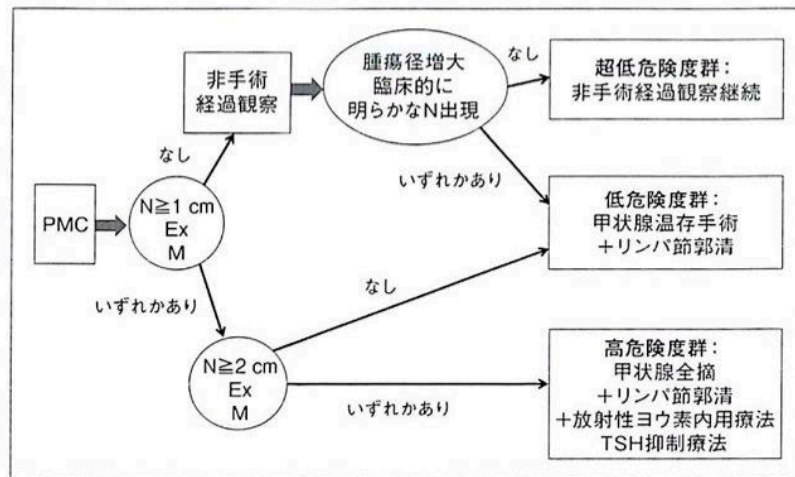 PMC
N≧1 cm
Ex
M
なし
非手術
経過観察
腫瘍径増大
臨床的に
明らかなN出現
なし
超低危険度群：
非手術経過観察継続
いずれかあり
低危険度群：
甲状腺温存手術
＋リンパ節郭清
いずれかあり
N≧2 cm
Ex
M
なし
いずれかあり
高危険度群：
甲状腺全摘
＋リンパ節郭清
＋放射性ヨウ素内用療法
TSH抑制療法